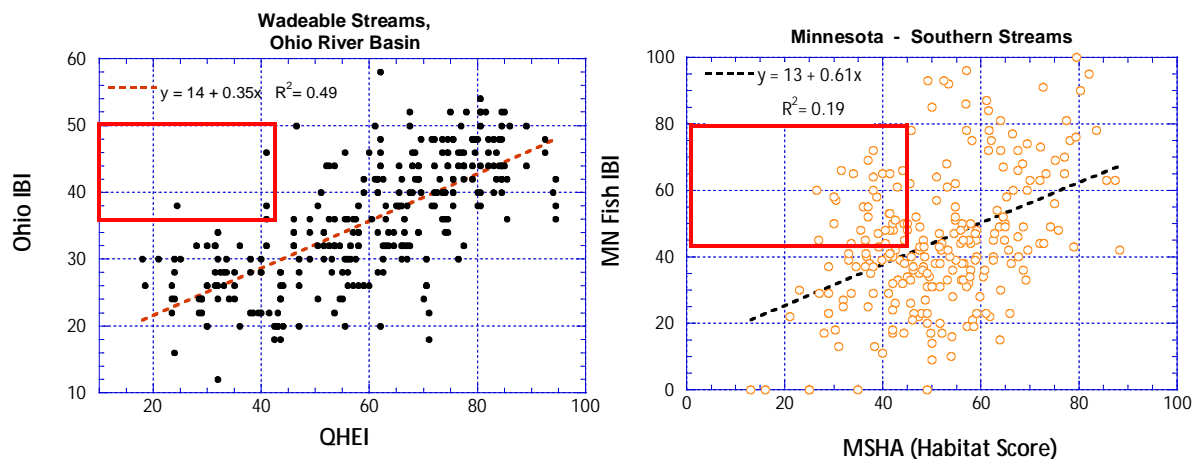 Wadeable Streams,
Ohio River Basin
y = 14 + 0.35x R²= 0.49
Ohio IBI
60
50
40
30
20
10
20
40
60
80
100
QHEI
Minnesota - Southern Streams
y = 13 + 0.61x
R²= 0.19
MN Fish IBI
100
80
60
40
20
0
0
20
40
60
80
100
MSHA (Habitat Score)